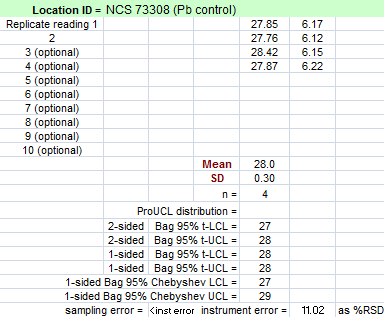 Location ID = NCS 73308 (Pb control)
Replicate reading 1 27.85 6.17
2 27.76 6.12
3 (optional) 28.42 6.15
4 (optional) 27.87 6.22
5 (optional)
6 (optional)
7 (optional)
8 (optional)
9 (optional)
10 (optional)
Mean 28.0
SD 0.30
n = 4
ProUCL distribution =
2-sided Bag 95% t-LCL = 27
2-sided Bag 95% t-UCL = 28
1-sided Bag 95% t-LCL = 28
1-sided Bag 95% t-UCL = 28
1-sided Bag 95% Chebyshev LCL = 27
1-sided Bag 95% Chebyshev UCL = 29
sampling error = <inst error instrument error = 11.02 as %RSD